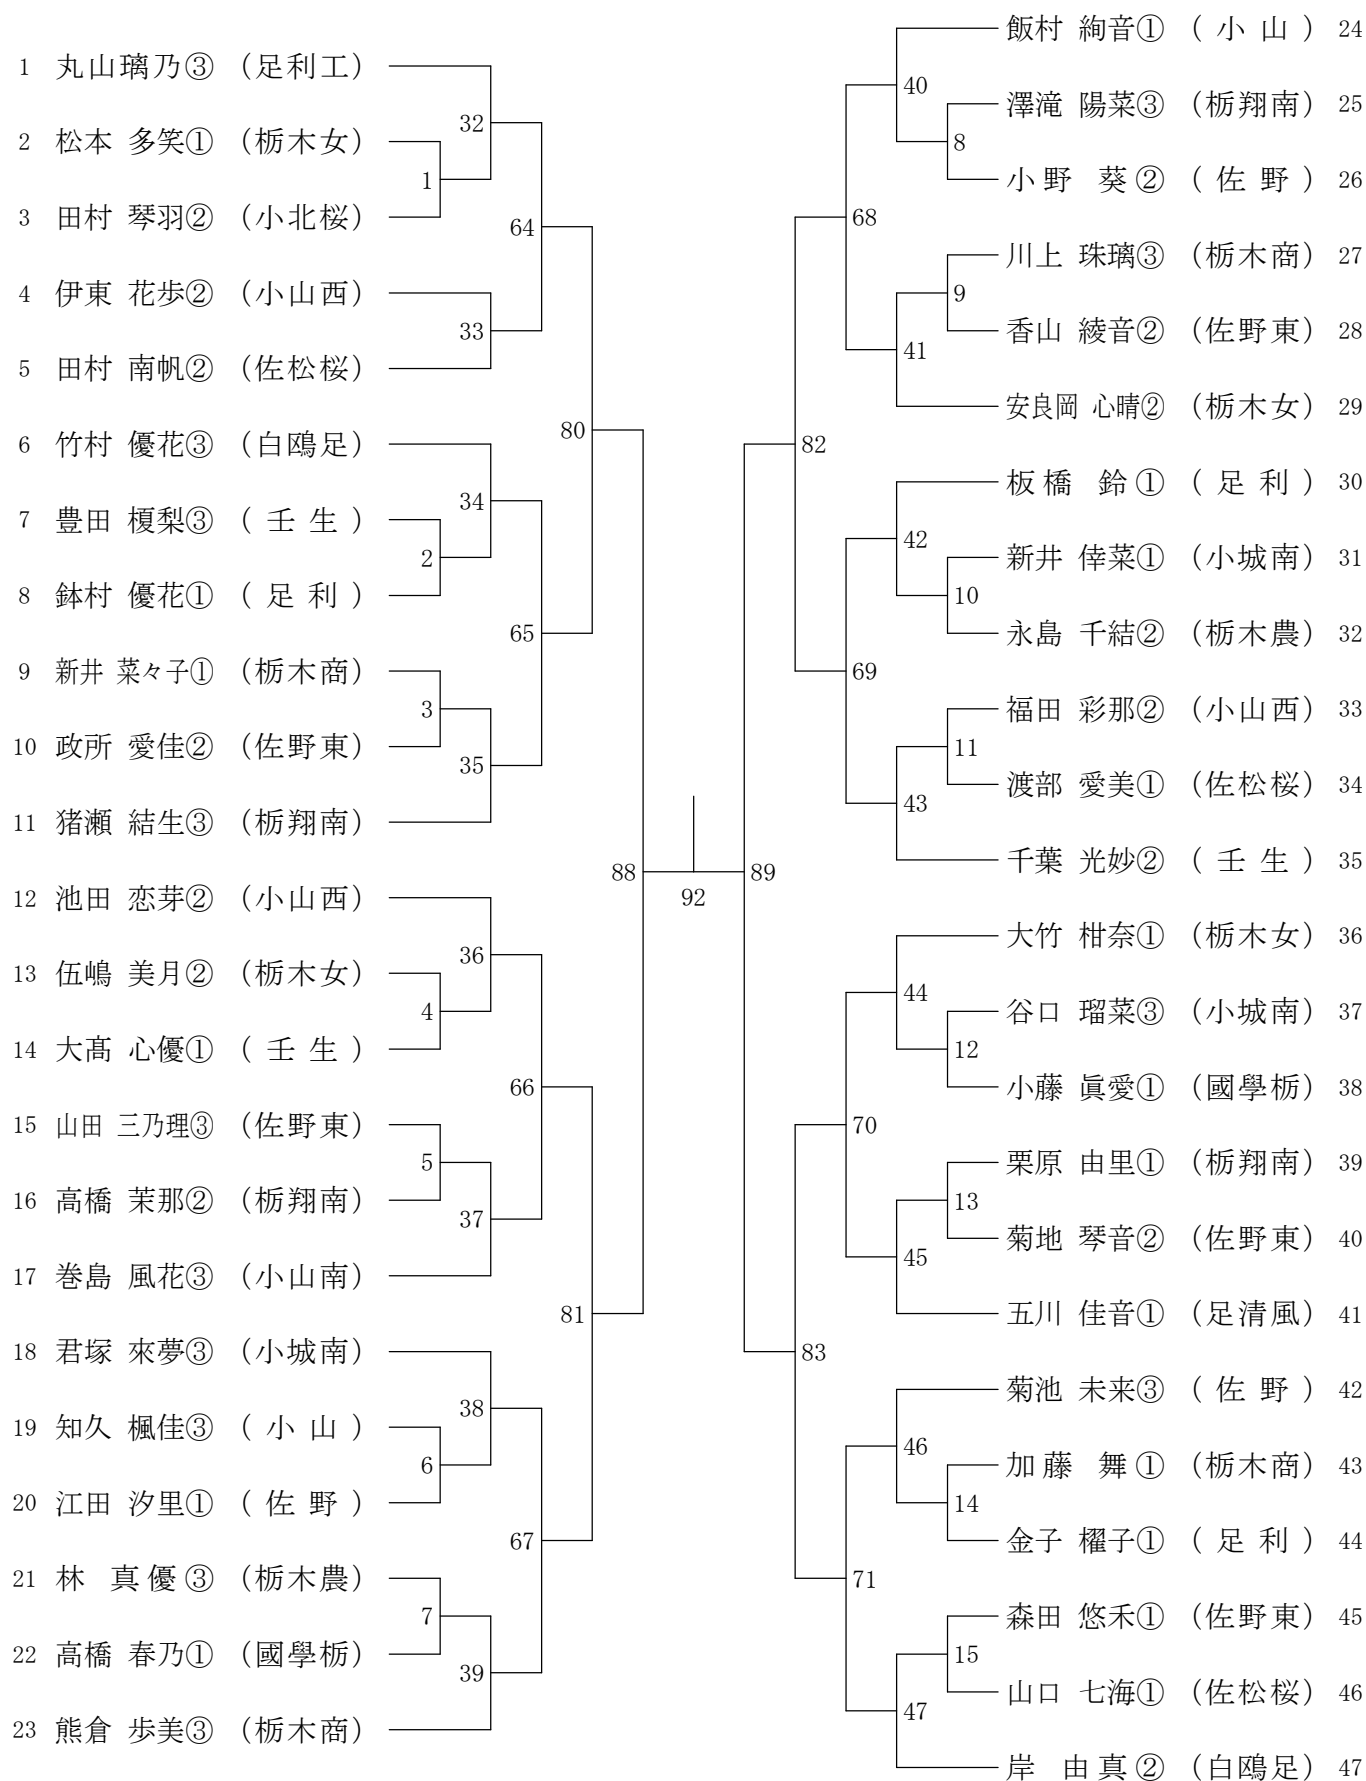 1 丸山璃乃③ (足利工)
2 松本 多笑① (栃木女)
3 田村 琴羽② (小北桜)
4 伊東 花歩② (小山西)
5 田村 南帆② (佐松桜)
6 竹村 優花③ (白鴎足)
7 豊田 榎梨③ ( 壬 生 )
8 鉢村 優花① ( 足 利 )
9 新井 菜々子① (栃木商)
10 政所 愛佳② (佐野東)
11 猪瀬 結生③ (栃翔南)
12 池田 恋芽② (小山西)
13 伍嶋 美月② (栃木女)
14 大髙 心優① ( 壬 生 )
15 山田 三乃理③ (佐野東)
16 高橋 茉那② (栃翔南)
17 巻島 風花③ (小山南)
18 君塚 來夢③ (小城南)
19 知久 楓佳③ ( 小 山 )
20 江田 汐里① ( 佐 野 )
21 林 真優③ (栃木農)
22 高橋 春乃① (國學栃)
23 熊倉 歩美③ (栃木商)
1
2
3
4
5
6
7
32
33
34
35
36
37
38
39
64
65
66
67
80
81
88
92
89
82
83
68
69
70
71
40
41
42
43
44
45
46
47
8
9
10
11
12
13
14
15
飯村 絢音① ( 小 山 ) 24
澤滝 陽菜③ (栃翔南) 25
小野 葵② ( 佐 野 ) 26
川上 珠璃③ (栃木商) 27
香山 綾音② (佐野東) 28
安良岡 心晴② (栃木女) 29
板橋 鈴① ( 足 利 ) 30
新井 倖菜① (小城南) 31
永島 千結② (栃木農) 32
福田 彩那② (小山西) 33
渡部 愛美① (佐松桜) 34
千葉 光妙② ( 壬 生 ) 35
大竹 柑奈① (栃木女) 36
谷口 瑠菜③ (小城南) 37
小藤 眞愛① (國學栃) 38
栗原 由里① (栃翔南) 39
菊地 琴音② (佐野東) 40
五川 佳音① (足清風) 41
菊池 未来③ ( 佐 野 ) 42
加藤 舞① (栃木商) 43
金子 櫂子① ( 足 利 ) 44
森田 悠禾① (佐野東) 45
山口 七海① (佐松桜) 46
岸 由真② (白鴎足) 47